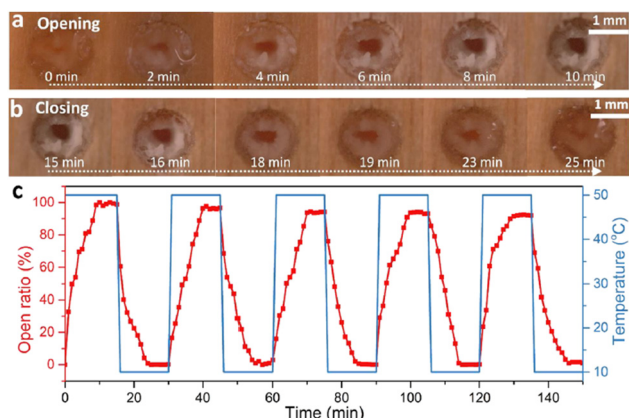 a Opening
1 mm
0 min 2 min 4 min 6 min 8 min 10 min
b Closing
1 mm
15 min 16 min 18 min 19 min 23 min 25 min
c
100
80
60
40
20
0
Open ratio (%)
50
40
30
20
10
Temperature (°C)
0 20 40 60 80 100 120 140
Time (min)